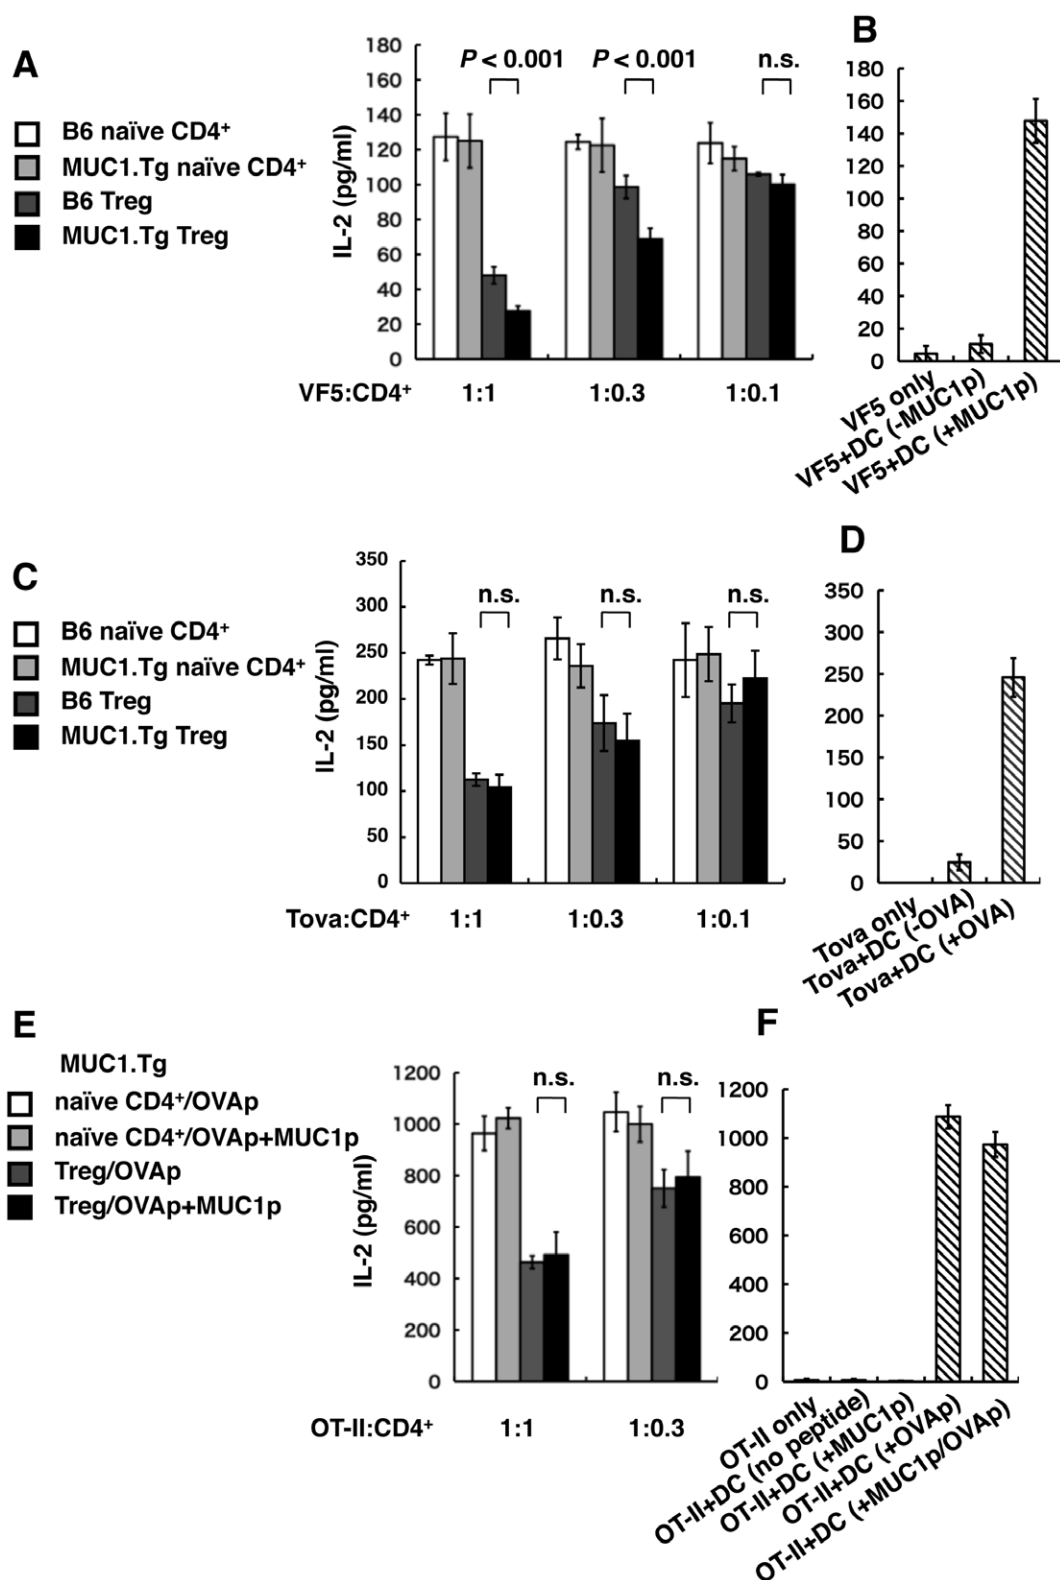 A
B6 naïve CD4⁺
MUC1.Tg naïve CD4⁺
B6 Treg
MUC1.Tg Treg
IL-2 (pg/ml)
180
160
140
120
100
80
60
40
20
0
P < 0.001
P < 0.001
n.s.
VF5:CD4⁺
1:1
1:0.3
1:0.1
B
180
160
140
120
100
80
60
40
20
0
VF5 only
VF5+DC (-MUC1p)
VF5+DC (+MUC1p)
C
B6 naïve CD4⁺
MUC1.Tg naïve CD4⁺
B6 Treg
MUC1.Tg Treg
IL-2 (pg/ml)
350
300
250
200
150
100
50
0
n.s.
n.s.
n.s.
Tova:CD4⁺
1:1
1:0.3
1:0.1
D
350
300
250
200
150
100
50
0
Tova only
Tova+DC (-OVA)
Tova+DC (+OVA)
E
MUC1.Tg
naïve CD4⁺/OVAp
naïve CD4⁺/OVAp+MUC1p
Treg/OVAp
Treg/OVAp+MUC1p
IL-2 (pg/ml)
1200
1000
800
600
400
200
0
n.s.
n.s.
OT-II:CD4⁺
1:1
1:0.3
F
1200
1000
800
600
400
200
0
OT-II only
OT-II+DC (no peptide)
OT-II+DC (+MUC1p)
OT-II+DC (+OVAp)
OT-II+DC (+MUC1p/OVAp)